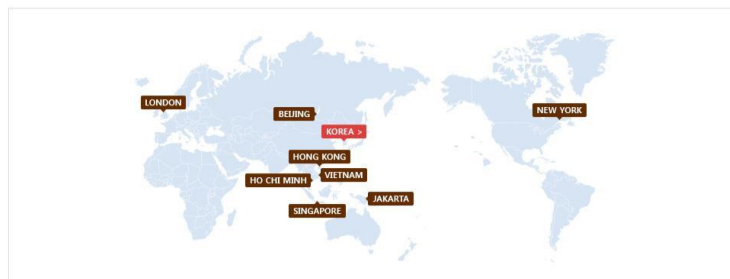 LONDON
NEW YORK
BEIJING
KOREA >
HONG KONG
VIETNAM
HO CHI MINH
JAKARTA
SINGAPORE